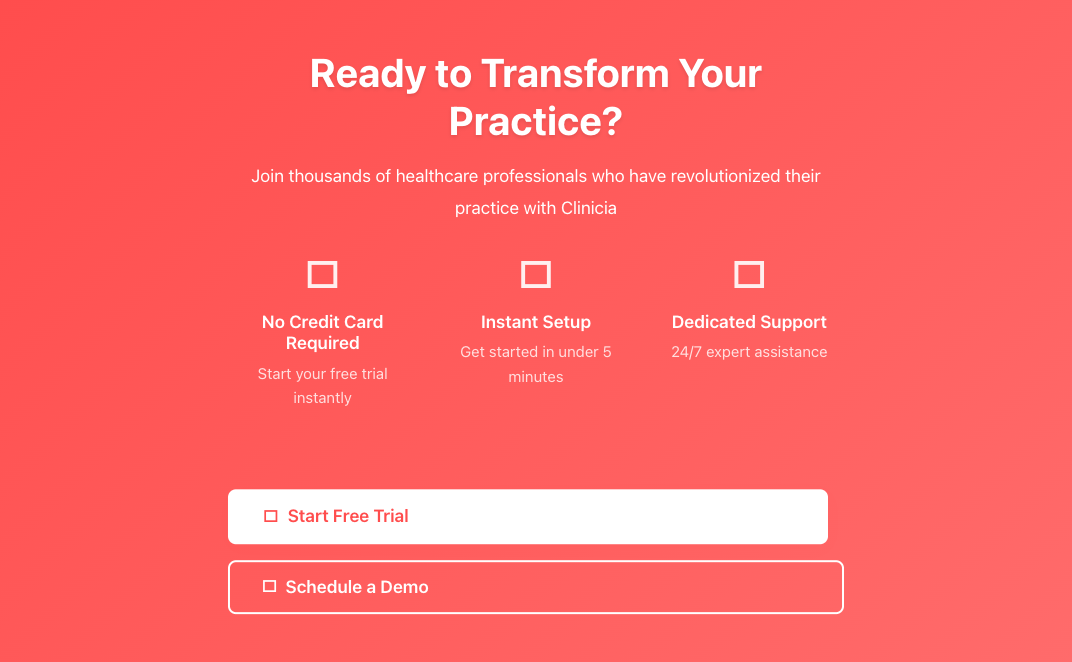 Ready to Transform Your
Practice?
Join thousands of healthcare professionals who have revolutionized their
practice with Clinicia
No Credit Card
Required
Start your free trial
instantly
Instant Setup
Get started in under 5
minutes
Dedicated Support
24/7 expert assistance
Start Free Trial
Schedule a Demo